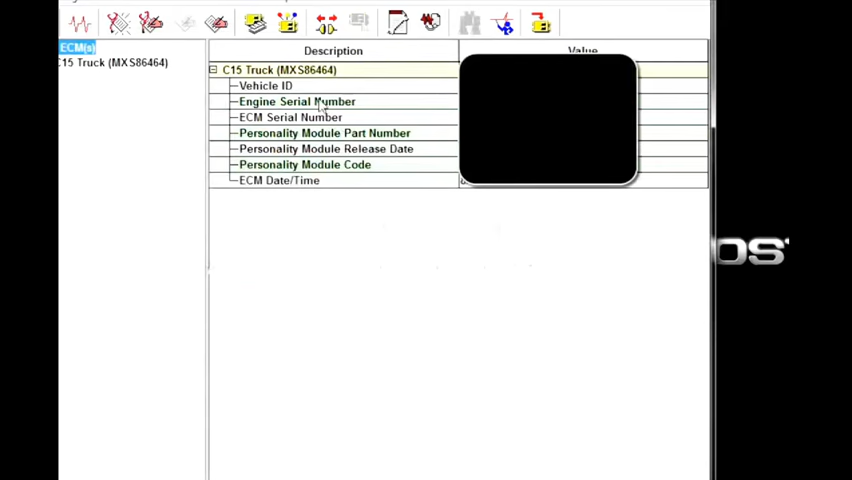 Description
Value
ECM(s)
C15 Truck (MXS86464)
C15 Truck (MXS86464)
Vehicle ID
Engine Serial Number
ECM Serial Number
Personality Module Part Number
Personality Module Release Date
Personality Module Code
ECM Date/Time